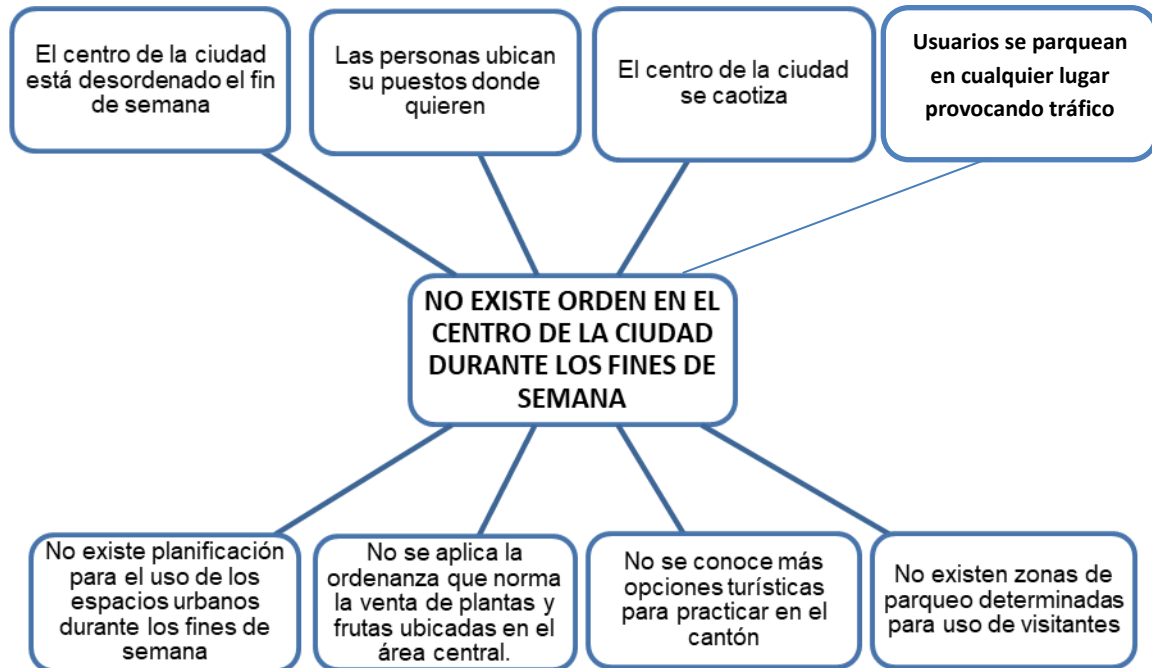 El centro de la ciudad
está desordenado el fin
de semana
Las personas ubican
su puestos donde
quieren
El centro de la ciudad
se caotiza
Usuarios se parquean
en cualquier lugar
provocando tráfico
NO EXISTE ORDEN EN EL
CENTRO DE LA CIUDAD
DURANTE LOS FINES DE
SEMANA
No existe planificación
para el uso de los
espacios urbanos
durante los fines de
semana
No se aplica la
ordenanza que norma
la venta de plantas y
frutas ubicadas en el
área central.
No se conoce más
opciones turísticas
para practicar en el
cantón
No existen zonas de
parqueo determinadas
para uso de visitantes